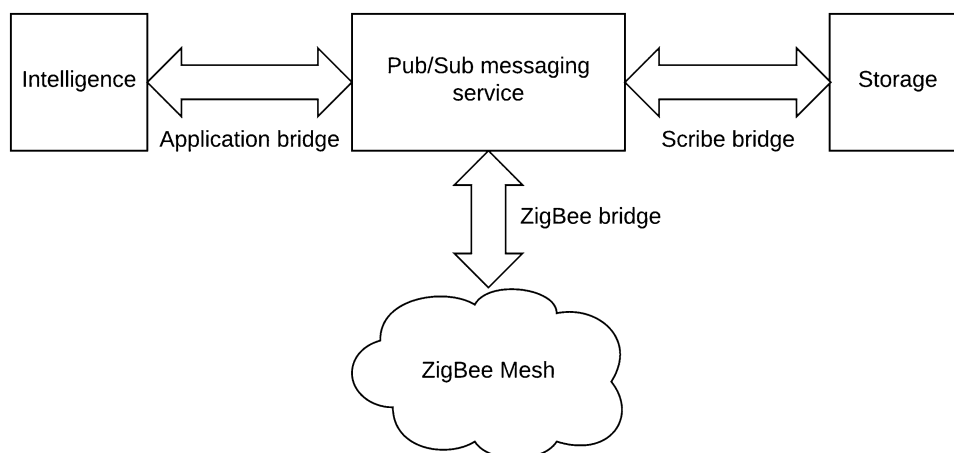 Intelligence
Pub/Sub messaging
service
Storage
Application bridge
Scribe bridge
ZigBee bridge
ZigBee Mesh